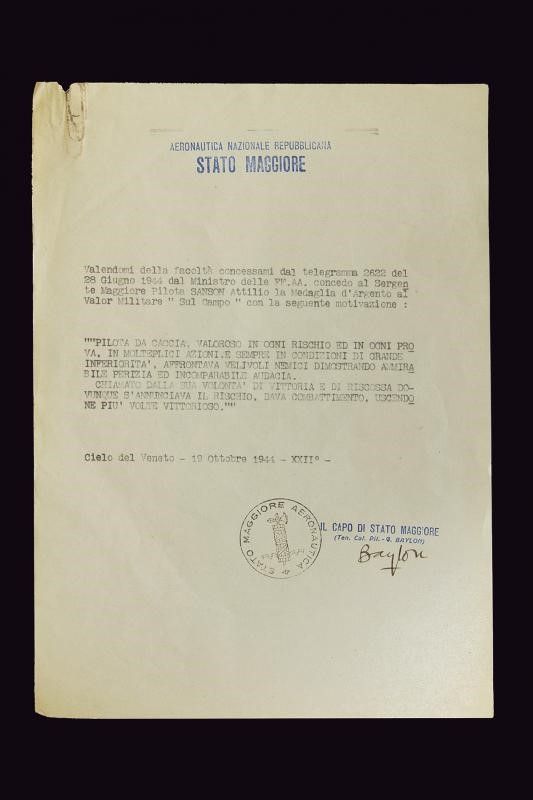 AERONAUTICA NAZIONALE REPUBBLICANA
STATO MAGGIORE
Valendomi della facoltà concessami dal telegramma 2622 del
28 Giugno 1944 dal Ministro delle FF.AA. concedo al Sergen
te Maggiore Pilota SANSON Attilio la Medaglia d'Argento al
Valor Militare " Sul Campo " con la seguente motivazione :
""PILOTA DA CACCIA, VALOROSO IN OGNI RISCHIO ED IN OGNI PRO
VA, IN MOLTEPLICI AZIONI.E SEMPRE IN CONDIZIONI DI GRANDE
INFERIORITA', AFFRONTAVA VELIVOLI NEMICI DIMOSTRANDO AMMIRA
BILE PERIZIA ED INCOMPARABILE AUDACIA.
CHIAMATO DALLA SUA VOLONTA' DI VITTORIA E DI RISCOSSA DO-
VUNQUE S'ANNUNCIAVA IL RISCHIO, DAVA COMBATTIMENTO, USCENDO
NE PIU' VOLTE VITTORIOSO.""
Cielo del Veneto - 19 Ottobre 1944 - XXII° -
STATO MAGGIORE AERONAUTICA
4
IL CAPO DI STATO MAGGIORE
(Ten. Col. Pil. - G. BAYLON)
Baylon